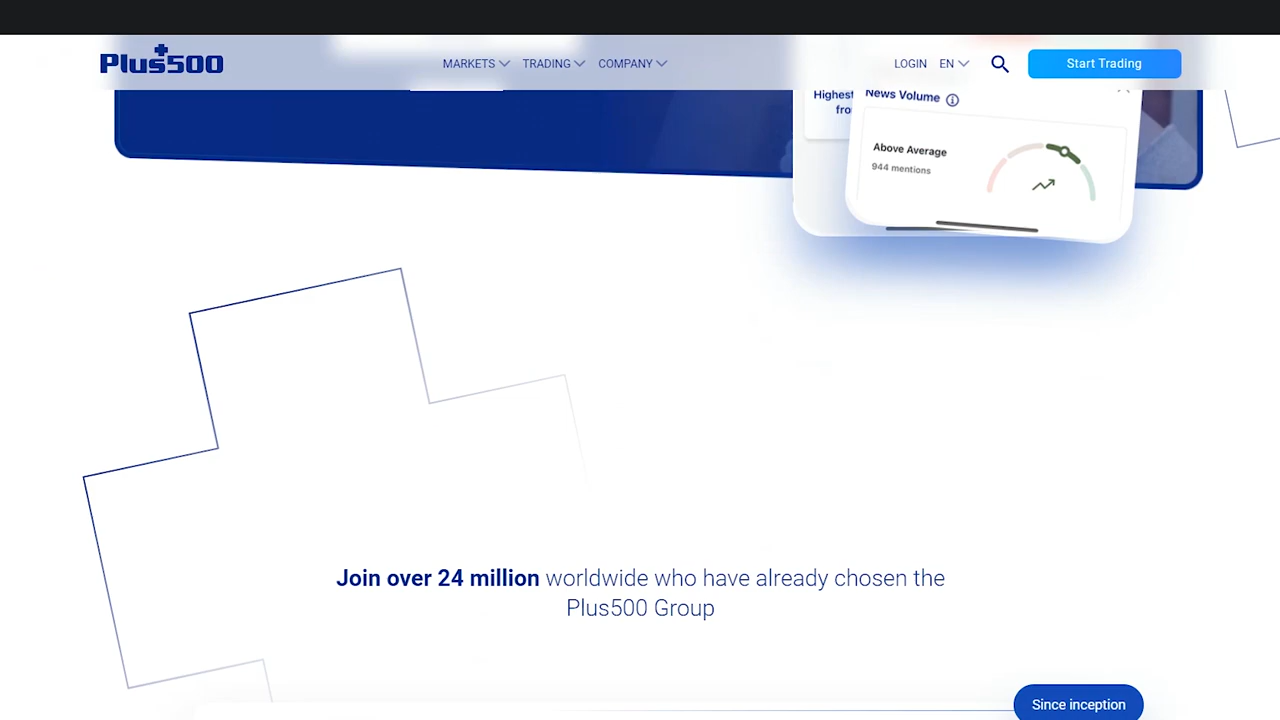 Plus500
MARKETS TRADING COMPANY LOGIN EN Start Trading
Highest
fro
News Volume
Above Average
944 mentions
Join over 24 million worldwide who have already chosen the
Plus500 Group
Since inception